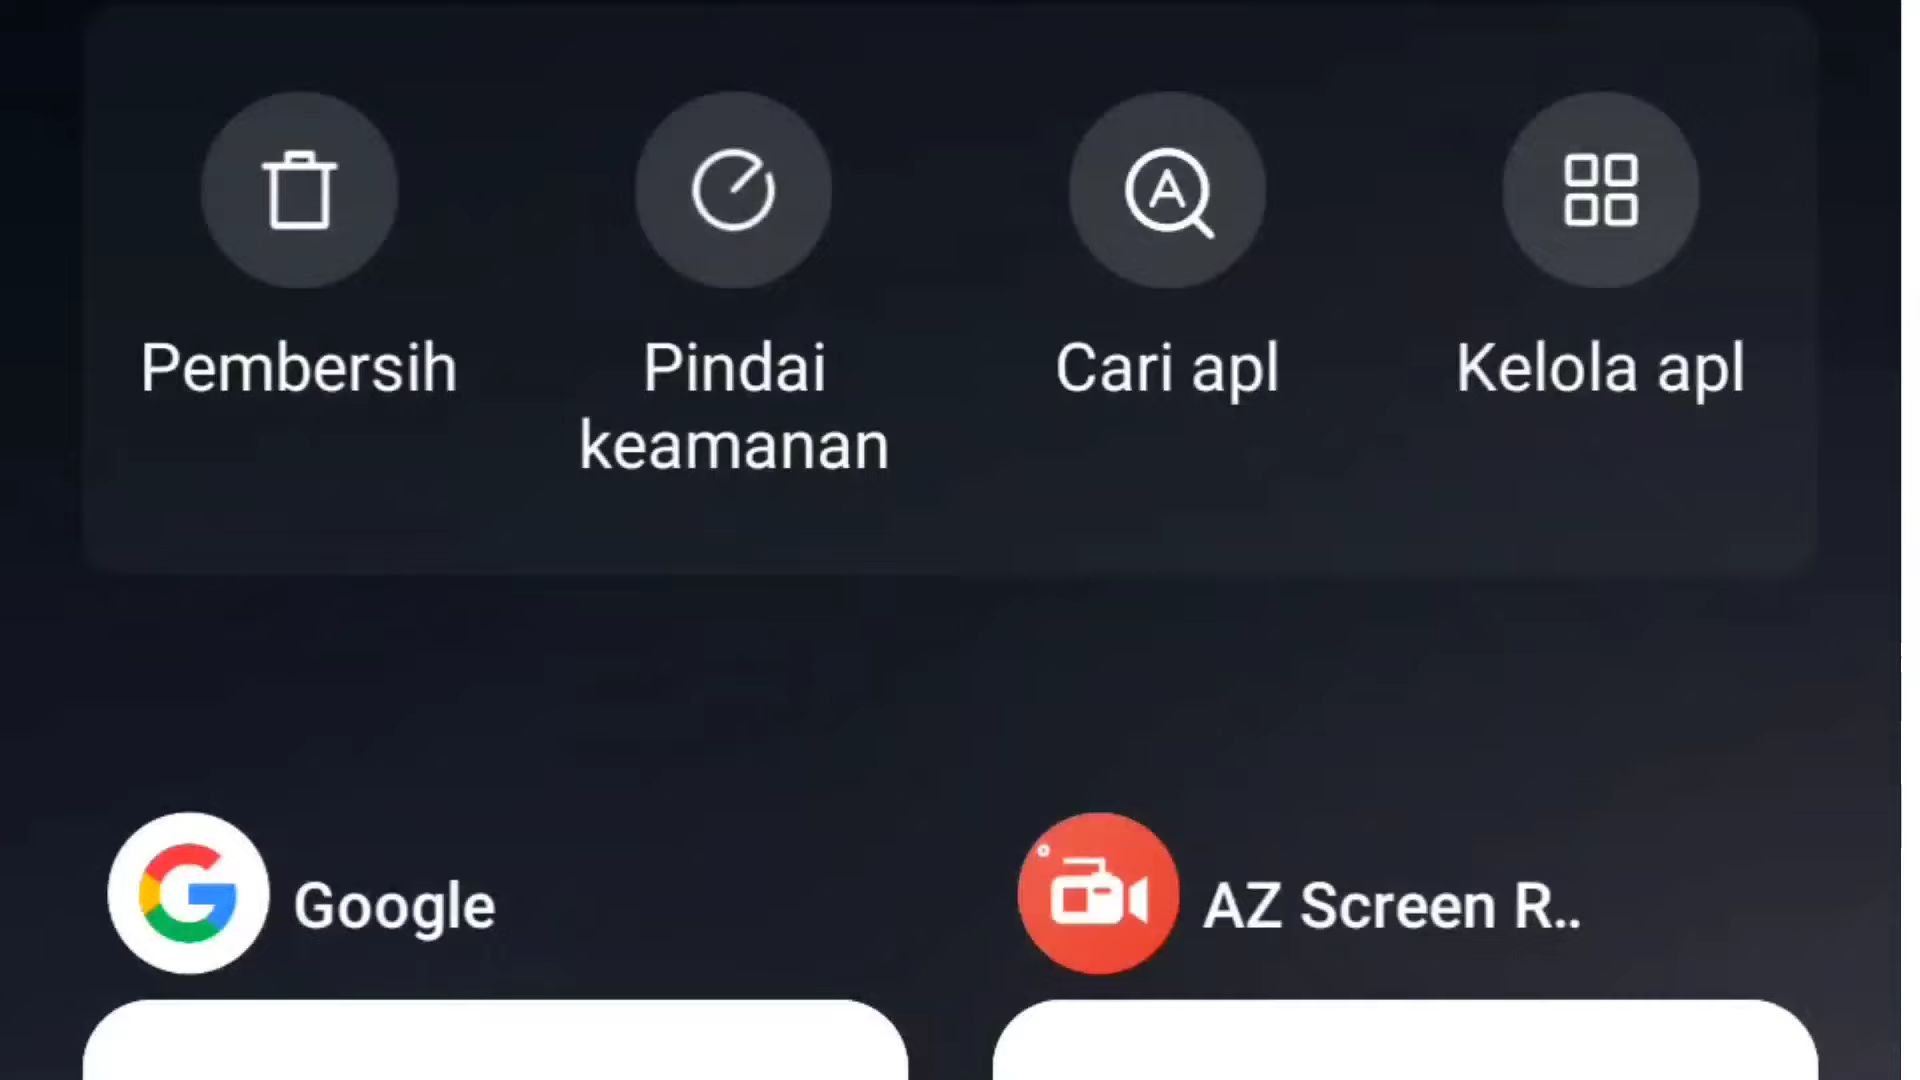 Pembersih
Pindai
keamanan
Cari apl
Kelola apl
Google
AZ Screen R..